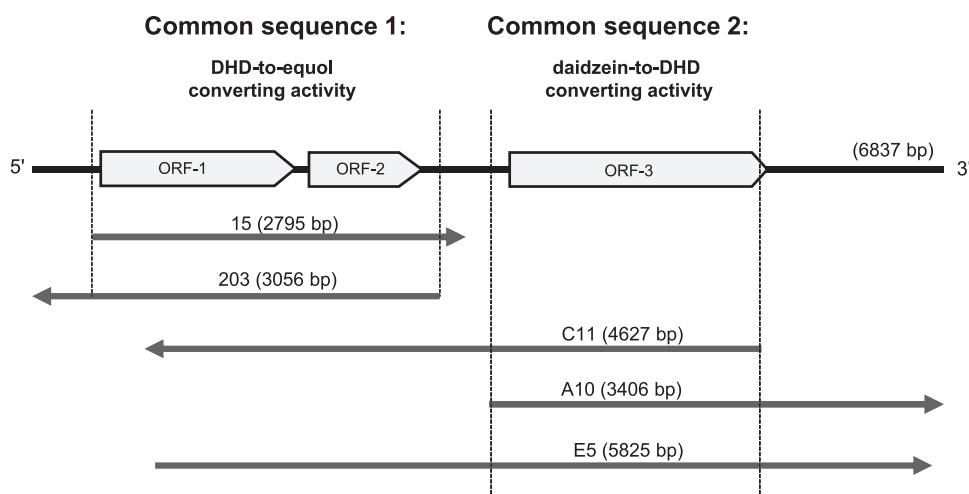 Common sequence 1: Common sequence 2:
DHD-to-equol daidzein-to-DHD
converting activity converting activity
(6837 bp)
5' ORF-1 ORF-2 ORF-3 3'
15 (2795 bp)
203 (3056 bp)
C11 (4627 bp)
A10 (3406 bp)
E5 (5825 bp)